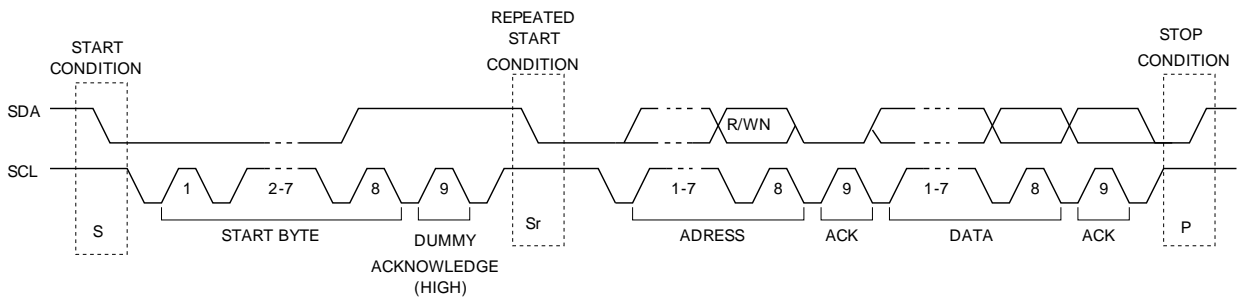 START
CONDITION
REPEATED
START
CONDITION
STOP
CONDITION
SDA
R/WN
SCL
1
2-7
8
9
1-7
8
9
1-7
8
9
S
START BYTE
DUMMY
ACKNOWLEDGE
(HIGH)
Sr
ADRESS
ACK
DATA
ACK
P